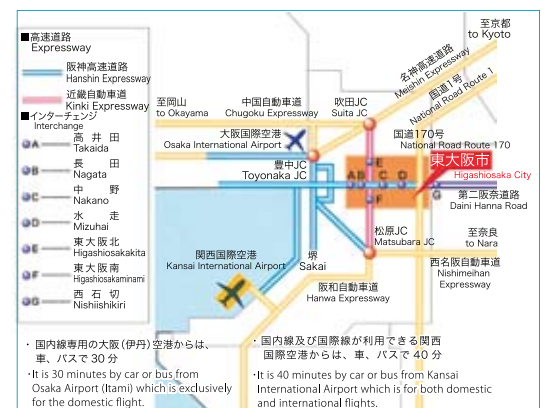 ■高速道路
Expressway
阪神高速道路
Hanshin Expressway
近畿自動車道
Kinki Expressway
■インターチェンジ
Interchange
A 高井田
Takaida
B 長田
Nagata
C 中野
Nakano
D 水走
Mizuhai
E 東大阪北
Higashiosakakita
F 東大阪南
Higashiosakaminami
G 西石切
Nishiishikiri
至京都
to Kyoto
名神高速道路
Meishin Expressway
国道1号
National Road Route 1
至岡山
to Okayama
中国自動車道
Chugoku Expressway
吹田JC
Suita JC
大阪国際空港
Osaka International Airport
国道170号
National Road Route 170
豊中JC
Toyonaka JC
東大阪市
Higashiosaka City
E
A B C D
G
F
第二阪奈道路
Daini Hanna Road
関西国際空港
Kansai International Airport
堺
Sakai
松原JC
Matsubara JC
至奈良
to Nara
阪和自動車道
Hanwa Expressway
西名阪自動車道
Nishimeihan
Expressway
・国内線専用の大阪(伊丹)空港からは、
車、バスで30分
・It is 30 minutes by car or bus from
Osaka Airport (Itami) which is exclusively
for the domestic flight.
・国内線及び国際線が利用できる関西
国際空港からは、車、バスで40分
・It is 40 minutes by car or bus from Kansai
International Airport which is for both domestic
and international flights.